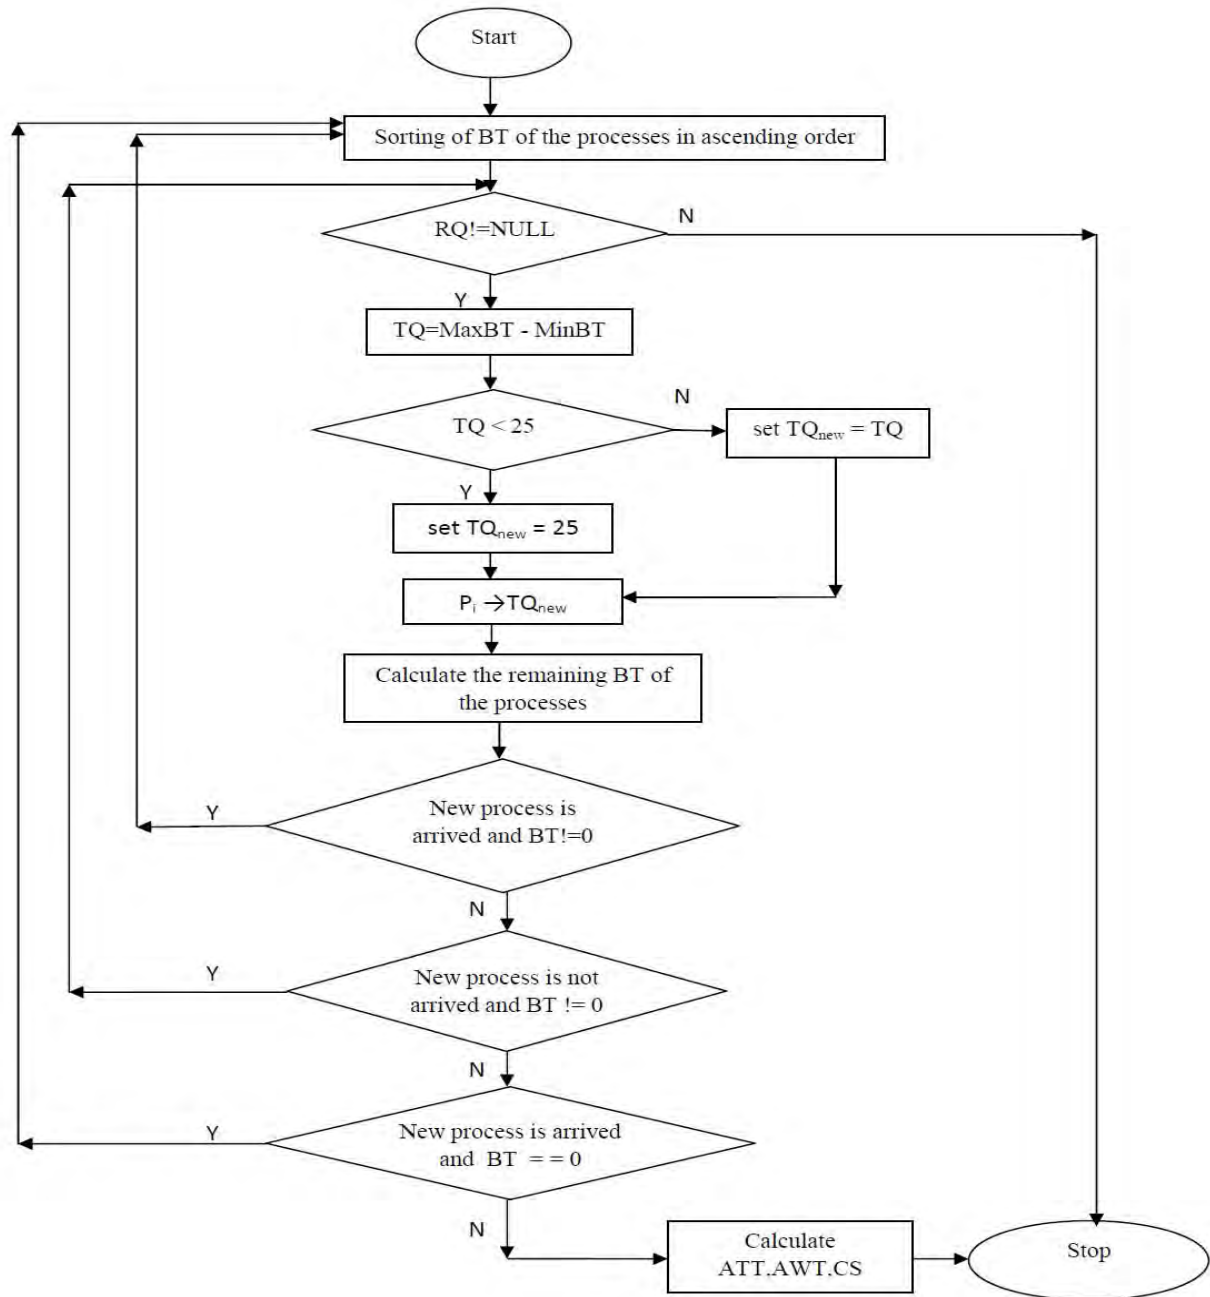 Start
Sorting of BT of the processes in ascending order
RQ!=NULL
N
Y
TQ=MaxBT - MinBT
TQ < 25
N
set TQnew = TQ
Y
set TQnew = 25
Pi →TQnew
Calculate the remaining BT of
the processes
New process is
arrived and BT!=0
Y
N
New process is not
arrived and BT != 0
Y
N
New process is arrived
and BT = = 0
Y
N
Calculate
ATT,AWT,CS
Stop